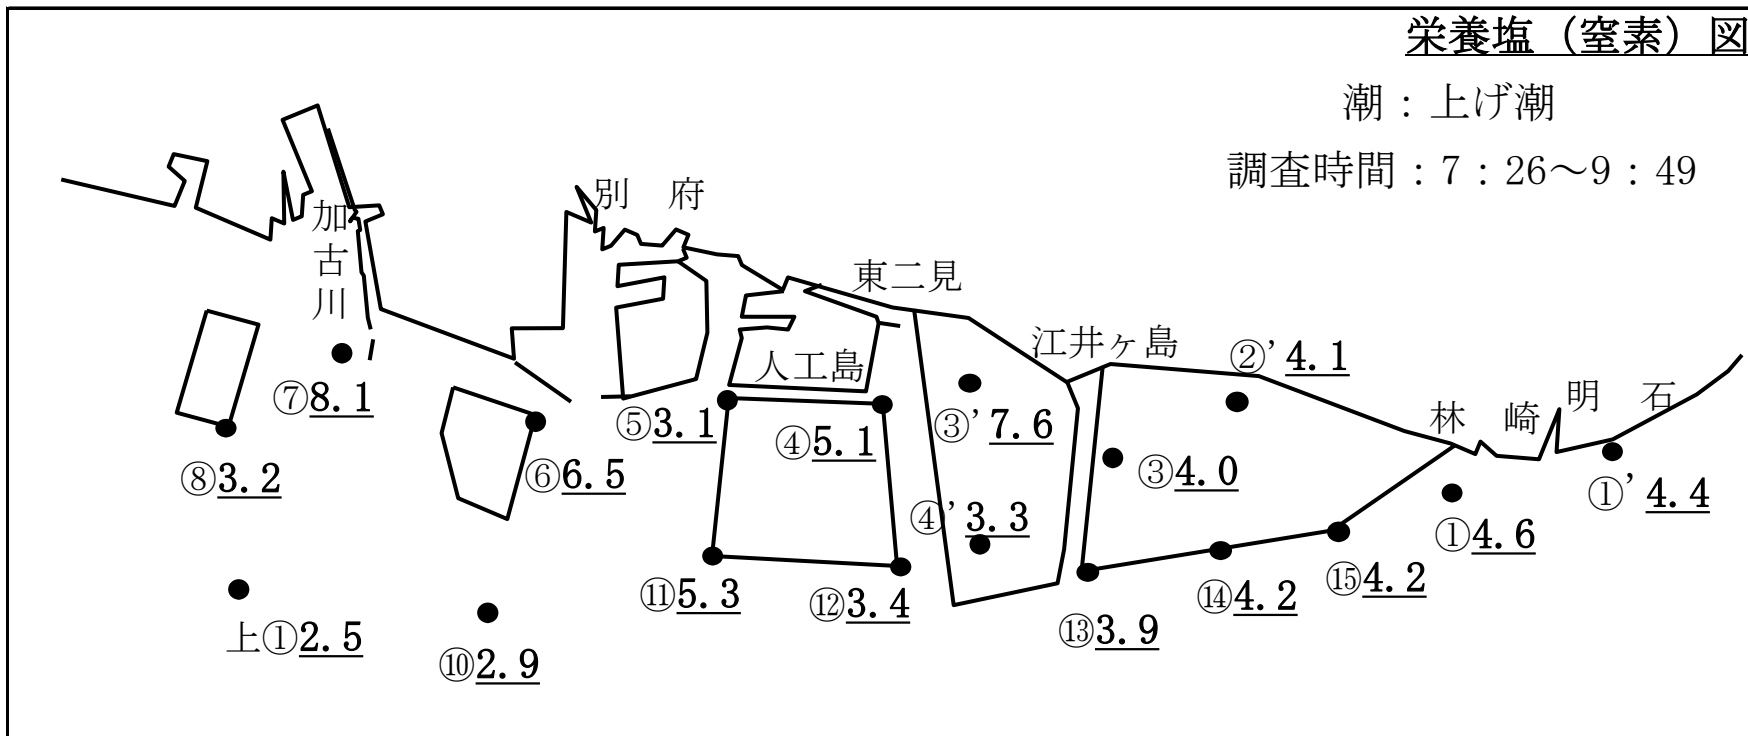 栄養塩（窒素）図
潮：上げ潮
調査時間：7：26～9：49
別　府
加古川
東二見
江井ヶ島
人工島
林　崎
明　石
②’4.1
⑦8.1
⑤3.1
④5.1
③’7.6
⑧3.2
⑥6.5
③4.0
①’4.4
④’3.3
①4.6
⑪5.3
⑫3.4
⑭4.2
⑮4.2
上①2.5
⑩2.9
⑬3.9